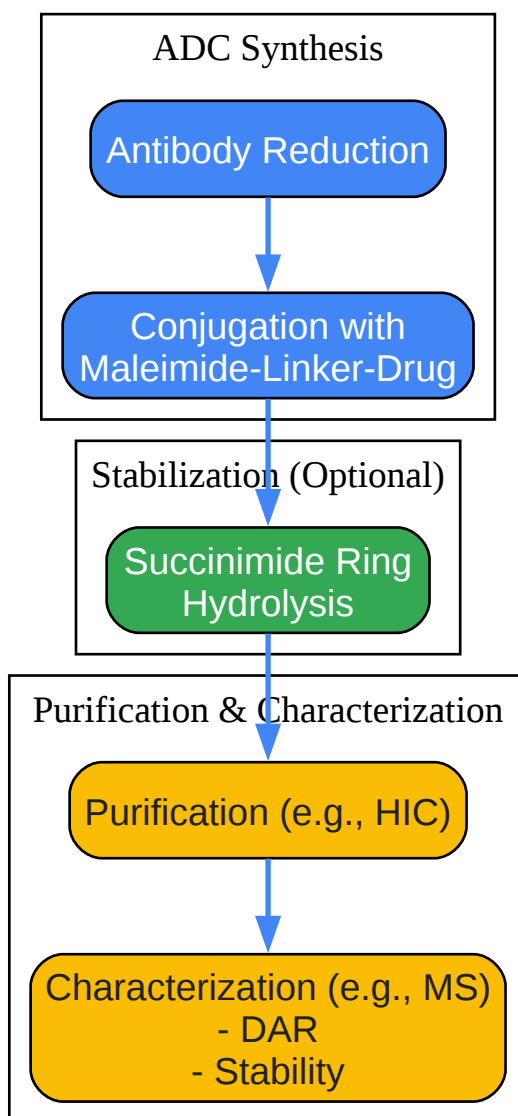 ADC Synthesis
Antibody Reduction
Conjugation with
Maleimide-Linker-Drug
Stabilization (Optional)
Succinimide Ring
Hydrolysis
Purification & Characterization
Purification (e.g., HIC)
Characterization (e.g., MS)
- DAR
- Stability